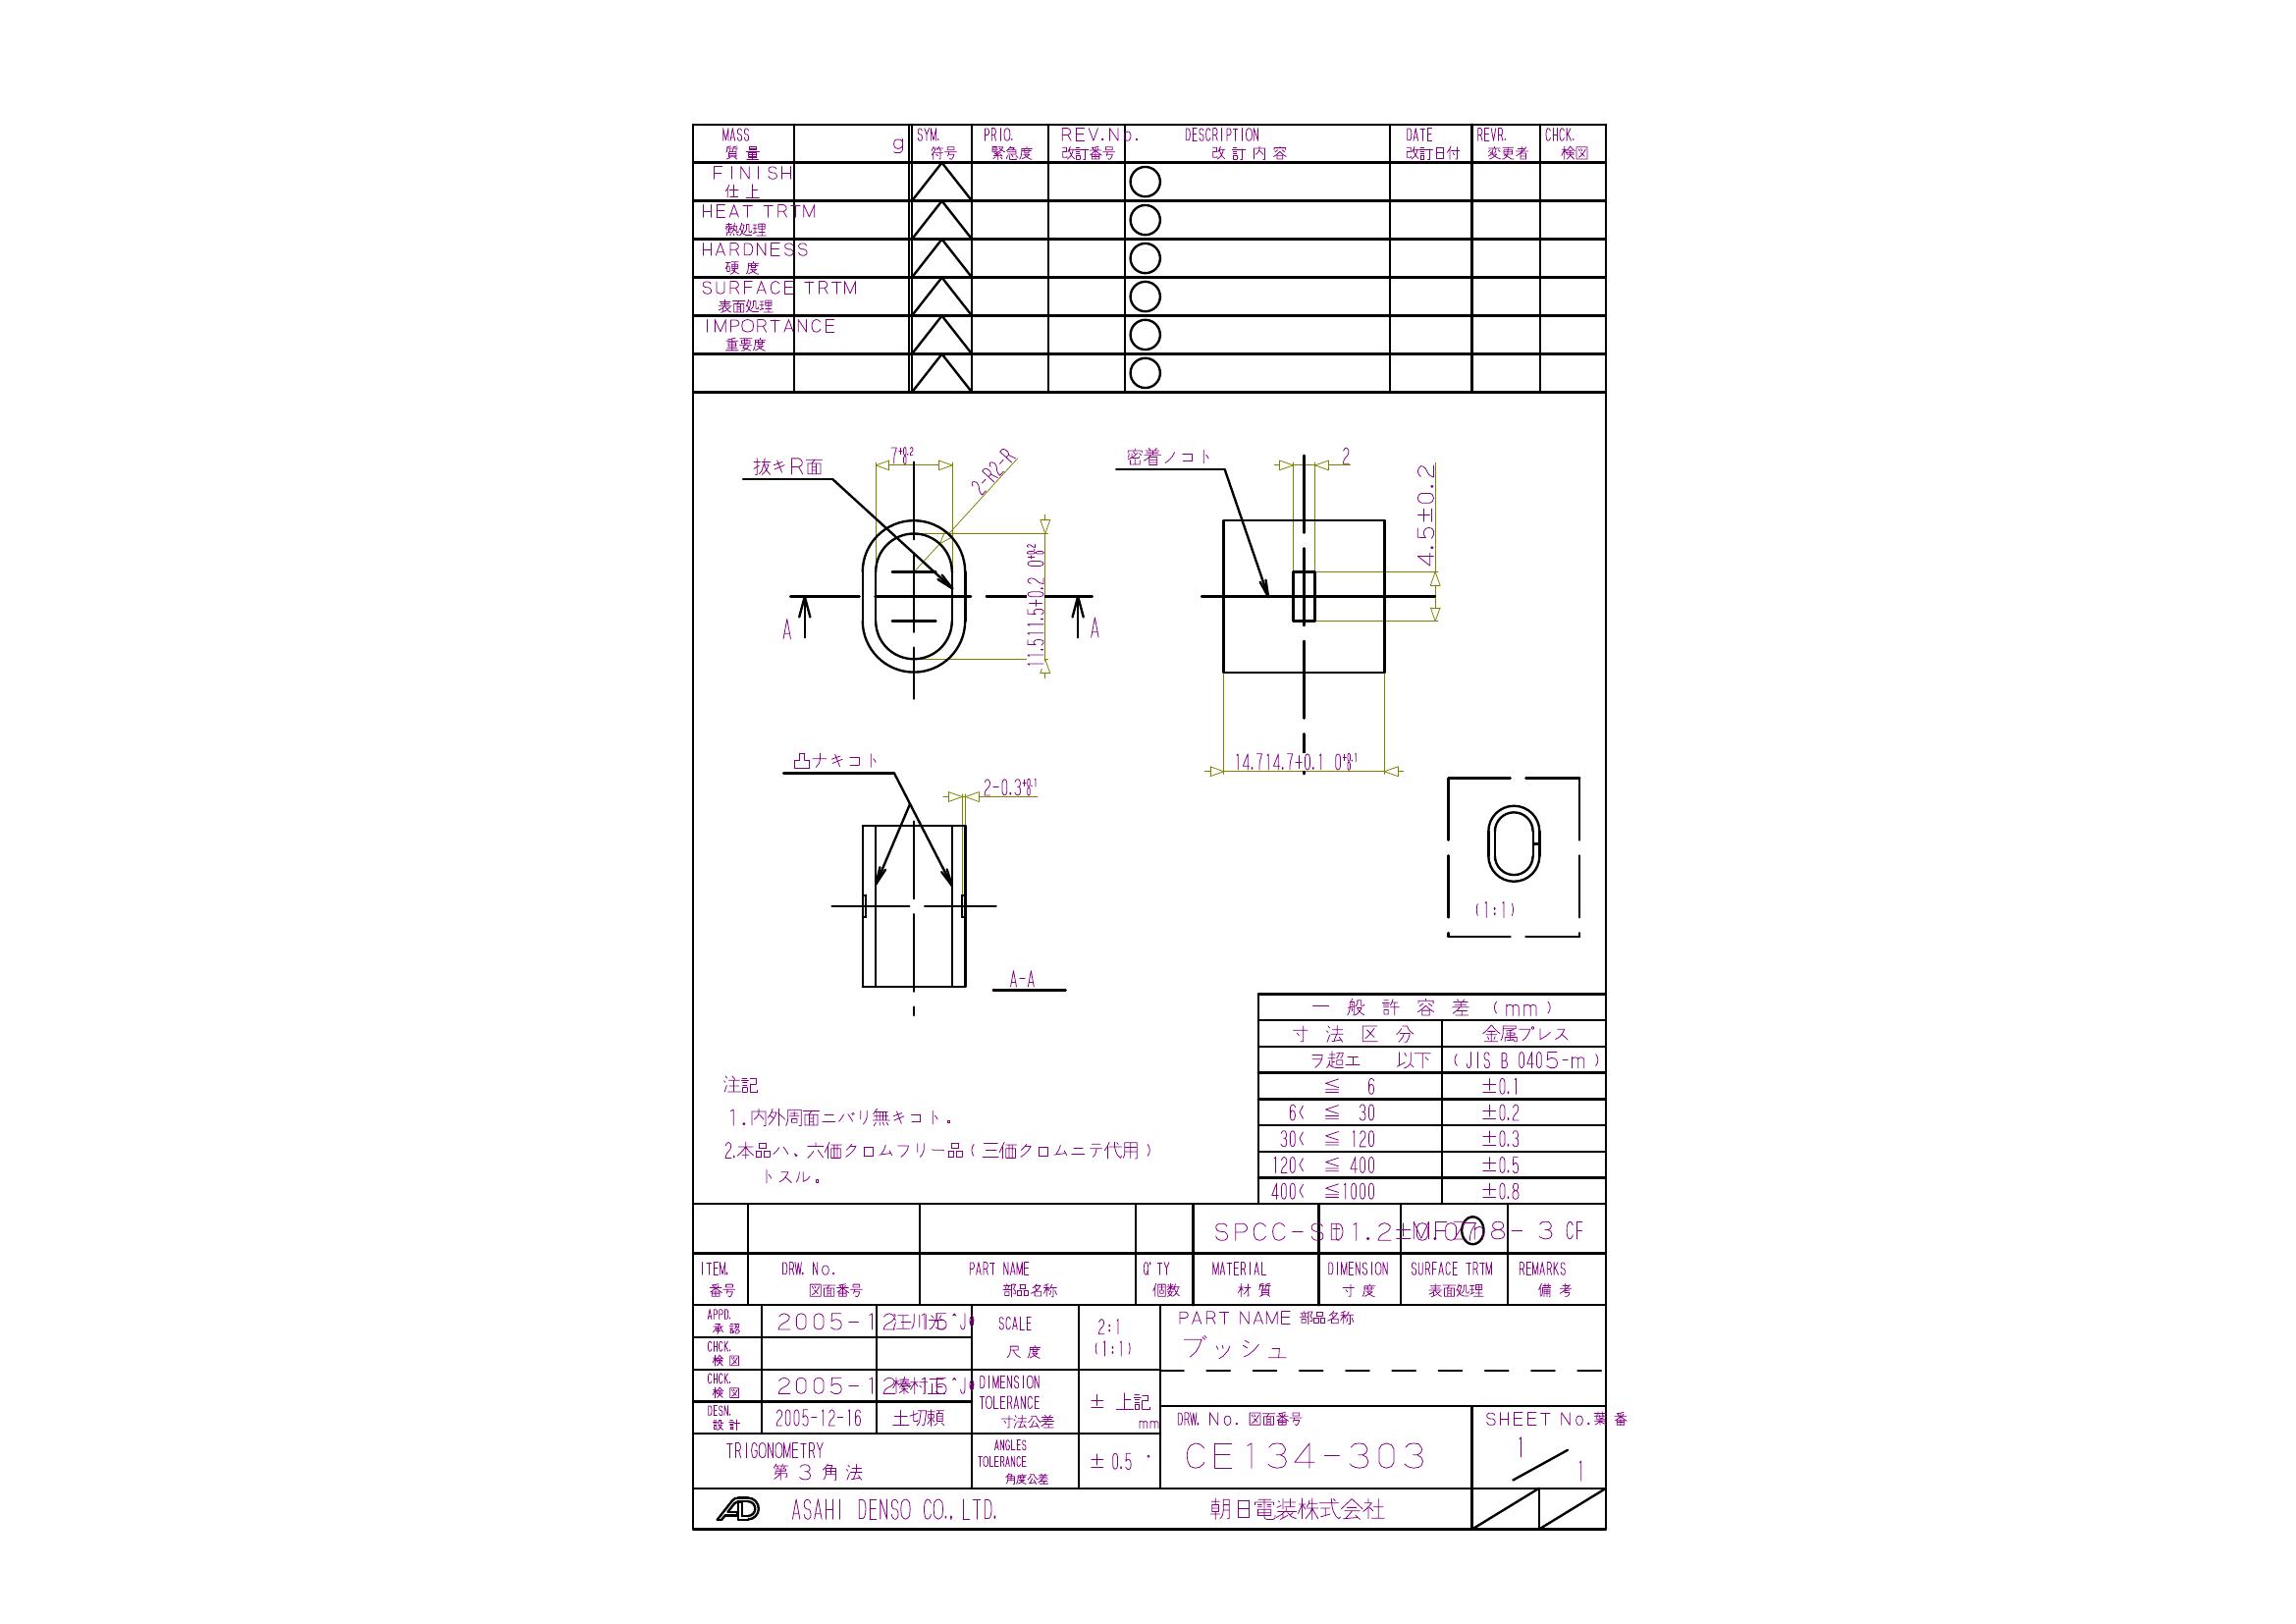 MASS 質量 g SYM. 符号 PRIO. 緊急度 REV.No. 改訂番号 DESCRIPTION 改訂内容 DATE 改訂日付 REVR. 変更者 CHCK. 検図
FINISH 仕上
HEAT TRTM 熱処理
HARDNESS 硬度
SURFACE TRTM 表面処理
IMPORTANCE 重要度
抜キR面
7 +0.2 0
2-R2-R
11.511.5±0.2 0 +0.2 0
A A
密着ノコト
2
4.5±0.2
14.714.7+0.1 0 +0.1 0
凸ナキコト
2-0.3 +0.1 0
A-A
(1:1)
一般許容差(mm)
寸法区分 金属プレス
ヲ超エ 以下 (JIS B 0405-m)
≦ 6 ±0.1
6< ≦ 30 ±0.2
30< ≦ 120 ±0.3
120< ≦ 400 ±0.5
400< ≦1000 ±0.8
注記
1.内外周面ニバリ無キコト。
2.本品ハ、六価クロムフリー品(三価クロムニテ代用)
トスル。
SPCC-SD 1.2±0.07 8-3 CF
ITEM. 番号 DRW. No. 図面番号 PART NAME 部品名称 Q'TY 個数 MATERIAL 材質 DIMENSION 寸度 SURFACE TRTM 表面処理 REMARKS 備考
APPD. 承認 2005-12-15
CHCK. 検図
CHCK. 検図 2005-12-15
DESN. 設計 2005-12-16 土切頼
SCALE 尺度 2:1 (1:1)
DIMENSION TOLERANCE 寸法公差 ± 上記 mm
ANGLES TOLERANCE 角度公差 ±0.5°
TRIGONOMETRY 第3角法
PART NAME 部品名称
ブッシュ
DRW. No. 図面番号
CE134-303
SHEET No.葉番
1/1
AD ASAHI DENSO CO., LTD. 朝日電装株式会社